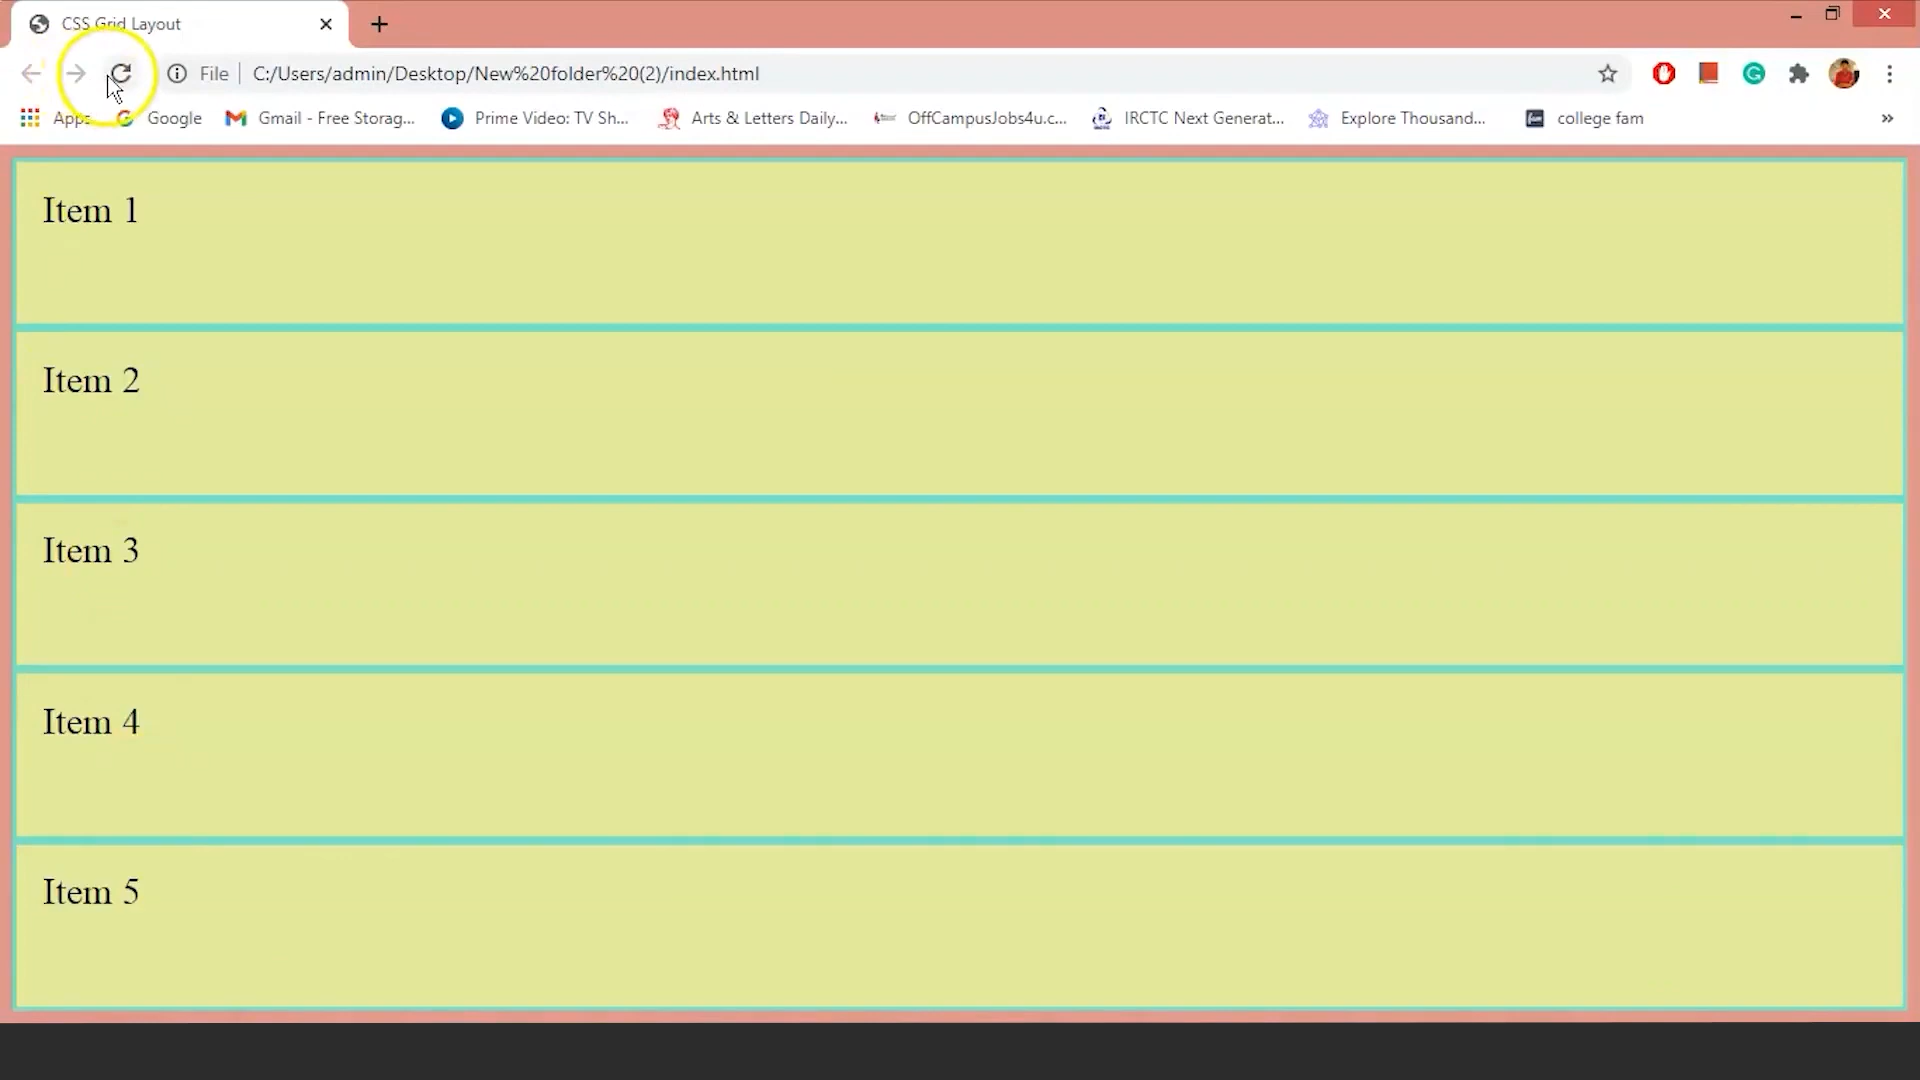 CSS Grid Layout
File C:/Users/admin/Desktop/New%20folder%20(2)/index.html
Apps Google Gmail - Free Storag... Prime Video: TV Sh... Arts & Letters Daily... OffCampusJobs4u.c... IRCTC Next Generat... Explore Thousand... college fam »
Item 1
Item 2
Item 3
Item 4
Item 5